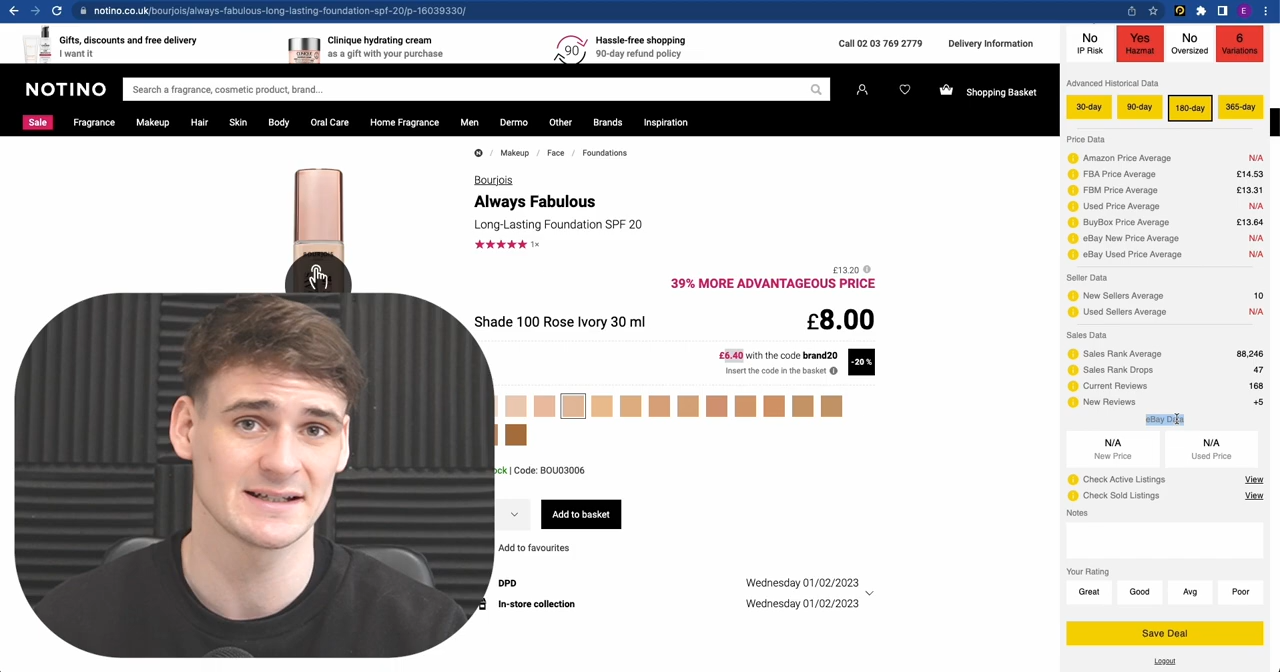 notino.co.uk/bourjois/always-fabulous-long-lasting-foundation-spf-20/p-16039330/
E
Gifts, discounts and free delivery
I want it
Clinique hydrating cream
as a gift with your purchase
90
Hassle-free shopping
90-day refund policy
Call 02 03 769 2779
Delivery Information
NOTINO
Search a fragrance, cosmetic product, brand...
Shopping Basket
Sale Fragrance Makeup Hair Skin Body Oral Care Home Fragrance Men Dermo Other Brands Inspiration
N / Makeup / Face / Foundations
Bourjois
Always Fabulous
Long-Lasting Foundation SPF 20
1×
£13.20
39% MORE ADVANTAGEOUS PRICE
Shade 100 Rose Ivory 30 ml
£8.00
£6.40 with the code brand20
Insert the code in the basket
-20 %
ock | Code: BOU03006
Add to basket
Add to favourites
DPD Wednesday 01/02/2023
In-store collection Wednesday 01/02/2023
No
IP Risk
Yes
Hazmat
No
Oversized
6
Variations
Advanced Historical Data
30-day 90-day 180-day 365-day
Price Data
Amazon Price Average N/A
FBA Price Average £14.53
FBM Price Average £13.31
Used Price Average N/A
BuyBox Price Average £13.64
eBay New Price Average N/A
eBay Used Price Average N/A
Seller Data
New Sellers Average 10
Used Sellers Average N/A
Sales Data
Sales Rank Average 88,246
Sales Rank Drops 47
Current Reviews 168
New Reviews +5
eBay Data
N/A
New Price
N/A
Used Price
Check Active Listings View
Check Sold Listings View
Notes
Your Rating
Great Good Avg Poor
Save Deal
Logout